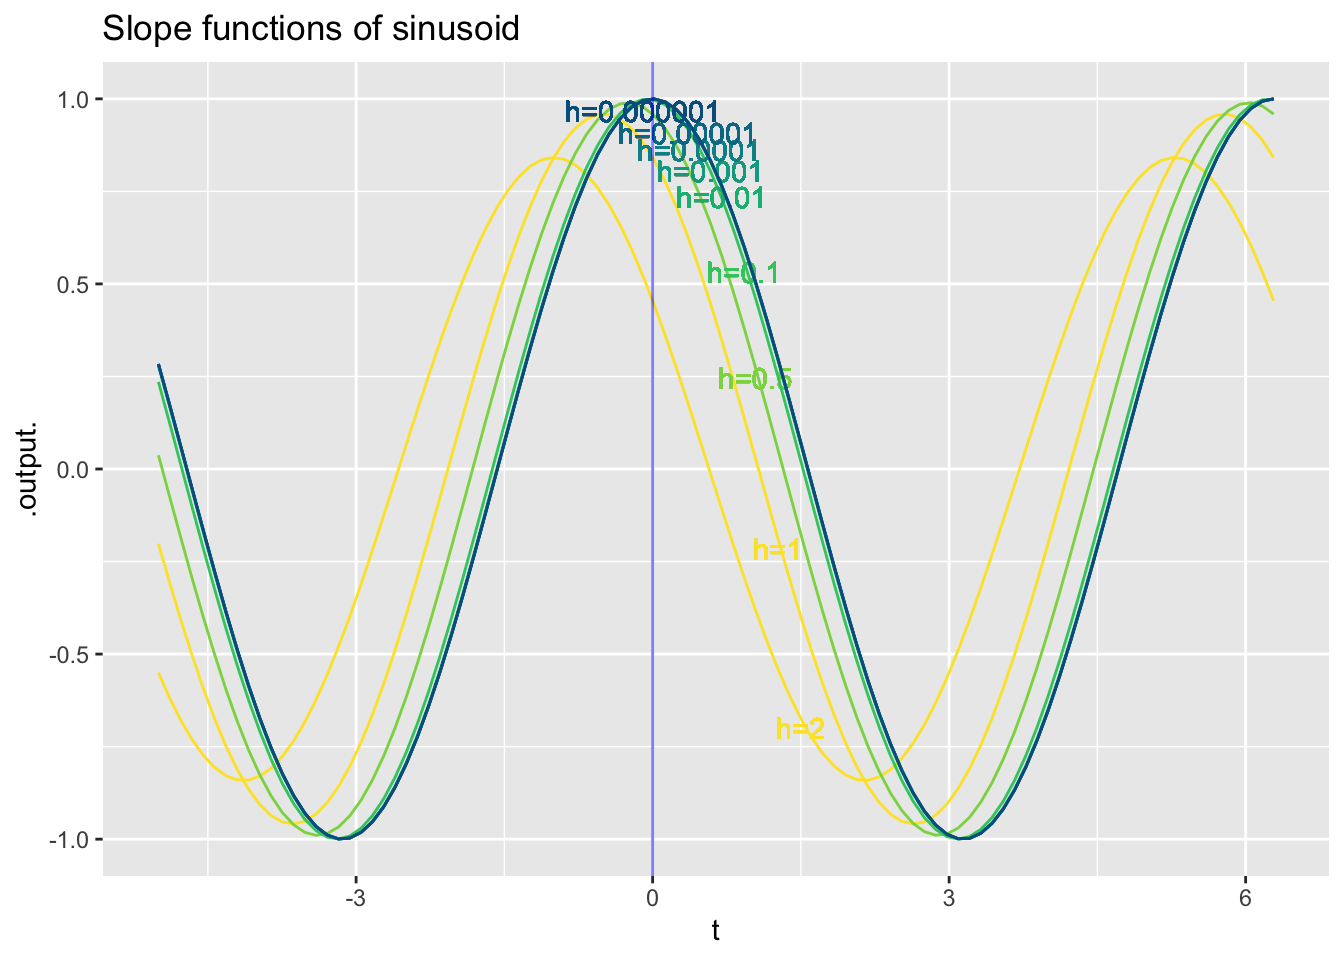 Slope functions of sinusoid
1.0
0.5
0.0
-0.5
-1.0
.output.
h=0.000001
h=0.00001
h=0.0001
h=0.001
h=0.01
h=0.1
h=0.5
h=1
h=2
-3
0
3
6
t